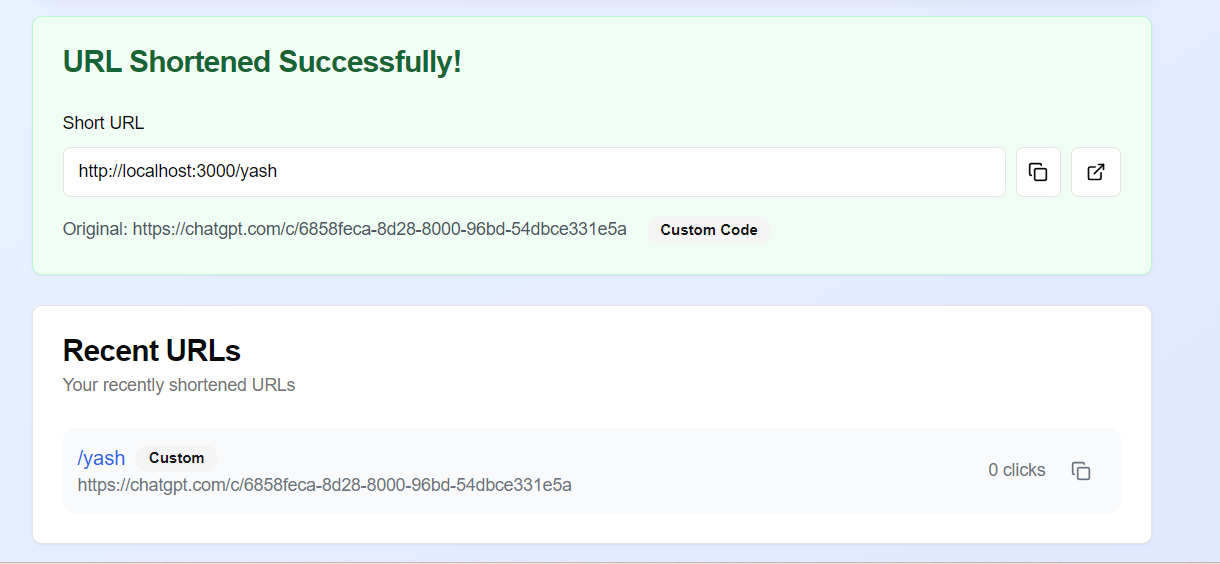 URL Shortened Successfully!
Short URL
http://localhost:3000/yash
Original: https://chatgpt.com/c/6858feca-8d28-8000-96bd-54dbce331e5a Custom Code
Recent URLs
Your recently shortened URLs
/yash Custom
https://chatgpt.com/c/6858feca-8d28-8000-96bd-54dbce331e5a
0 clicks